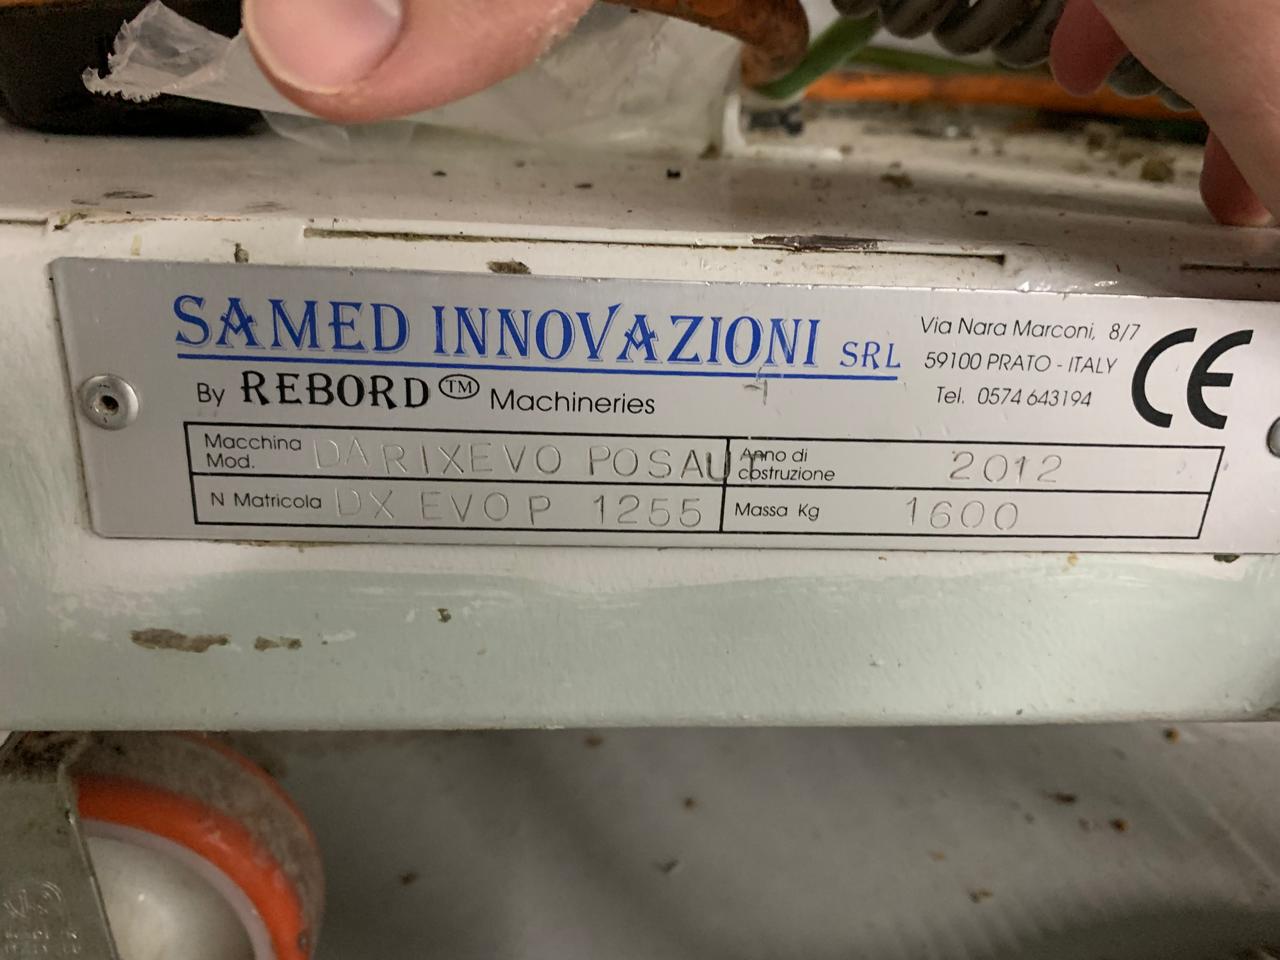 SAMED INNOVAZIONI SRL
By REBORD™ Machineries
Via Nara Marconi, 8/7
59100 PRATO - ITALY
Tel. 0574 643194
CE
Macchina Mod. DARIXEVO POSAUT
Anno di costruzione 2012
N Matricola DX EVO P 1255
Massa Kg 1600